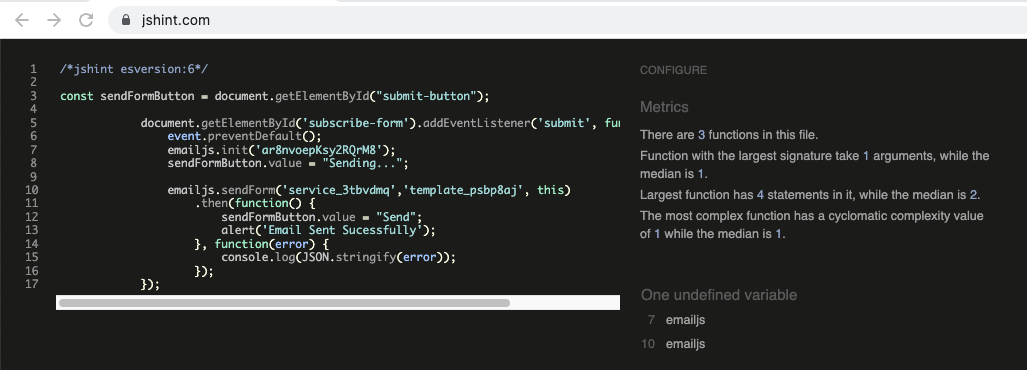 jshint.com
1 /*jshint esversion:6*/
2
3 const sendFormButton = document.getElementById("submit-button");
4
5 document.getElementById('subscribe-form').addEventListener('submit', fun
6 event.preventDefault();
7 emailjs.init('ar8nvoepKsy2RQrM8');
8 sendFormButton.value = "Sending...";
9
10 emailjs.sendForm('service_3tbvdmq','template_psbp8aj', this)
11 .then(function() {
12 sendFormButton.value = "Send";
13 alert('Email Sent Sucessfully');
14 }, function(error) {
15 console.log(JSON.stringify(error));
16 });
17 });
CONFIGURE
Metrics
There are 3 functions in this file.
Function with the largest signature take 1 arguments, while the
median is 1.
Largest function has 4 statements in it, while the median is 2.
The most complex function has a cyclomatic complexity value
of 1 while the median is 1.
One undefined variable
7 emailjs
10 emailjs